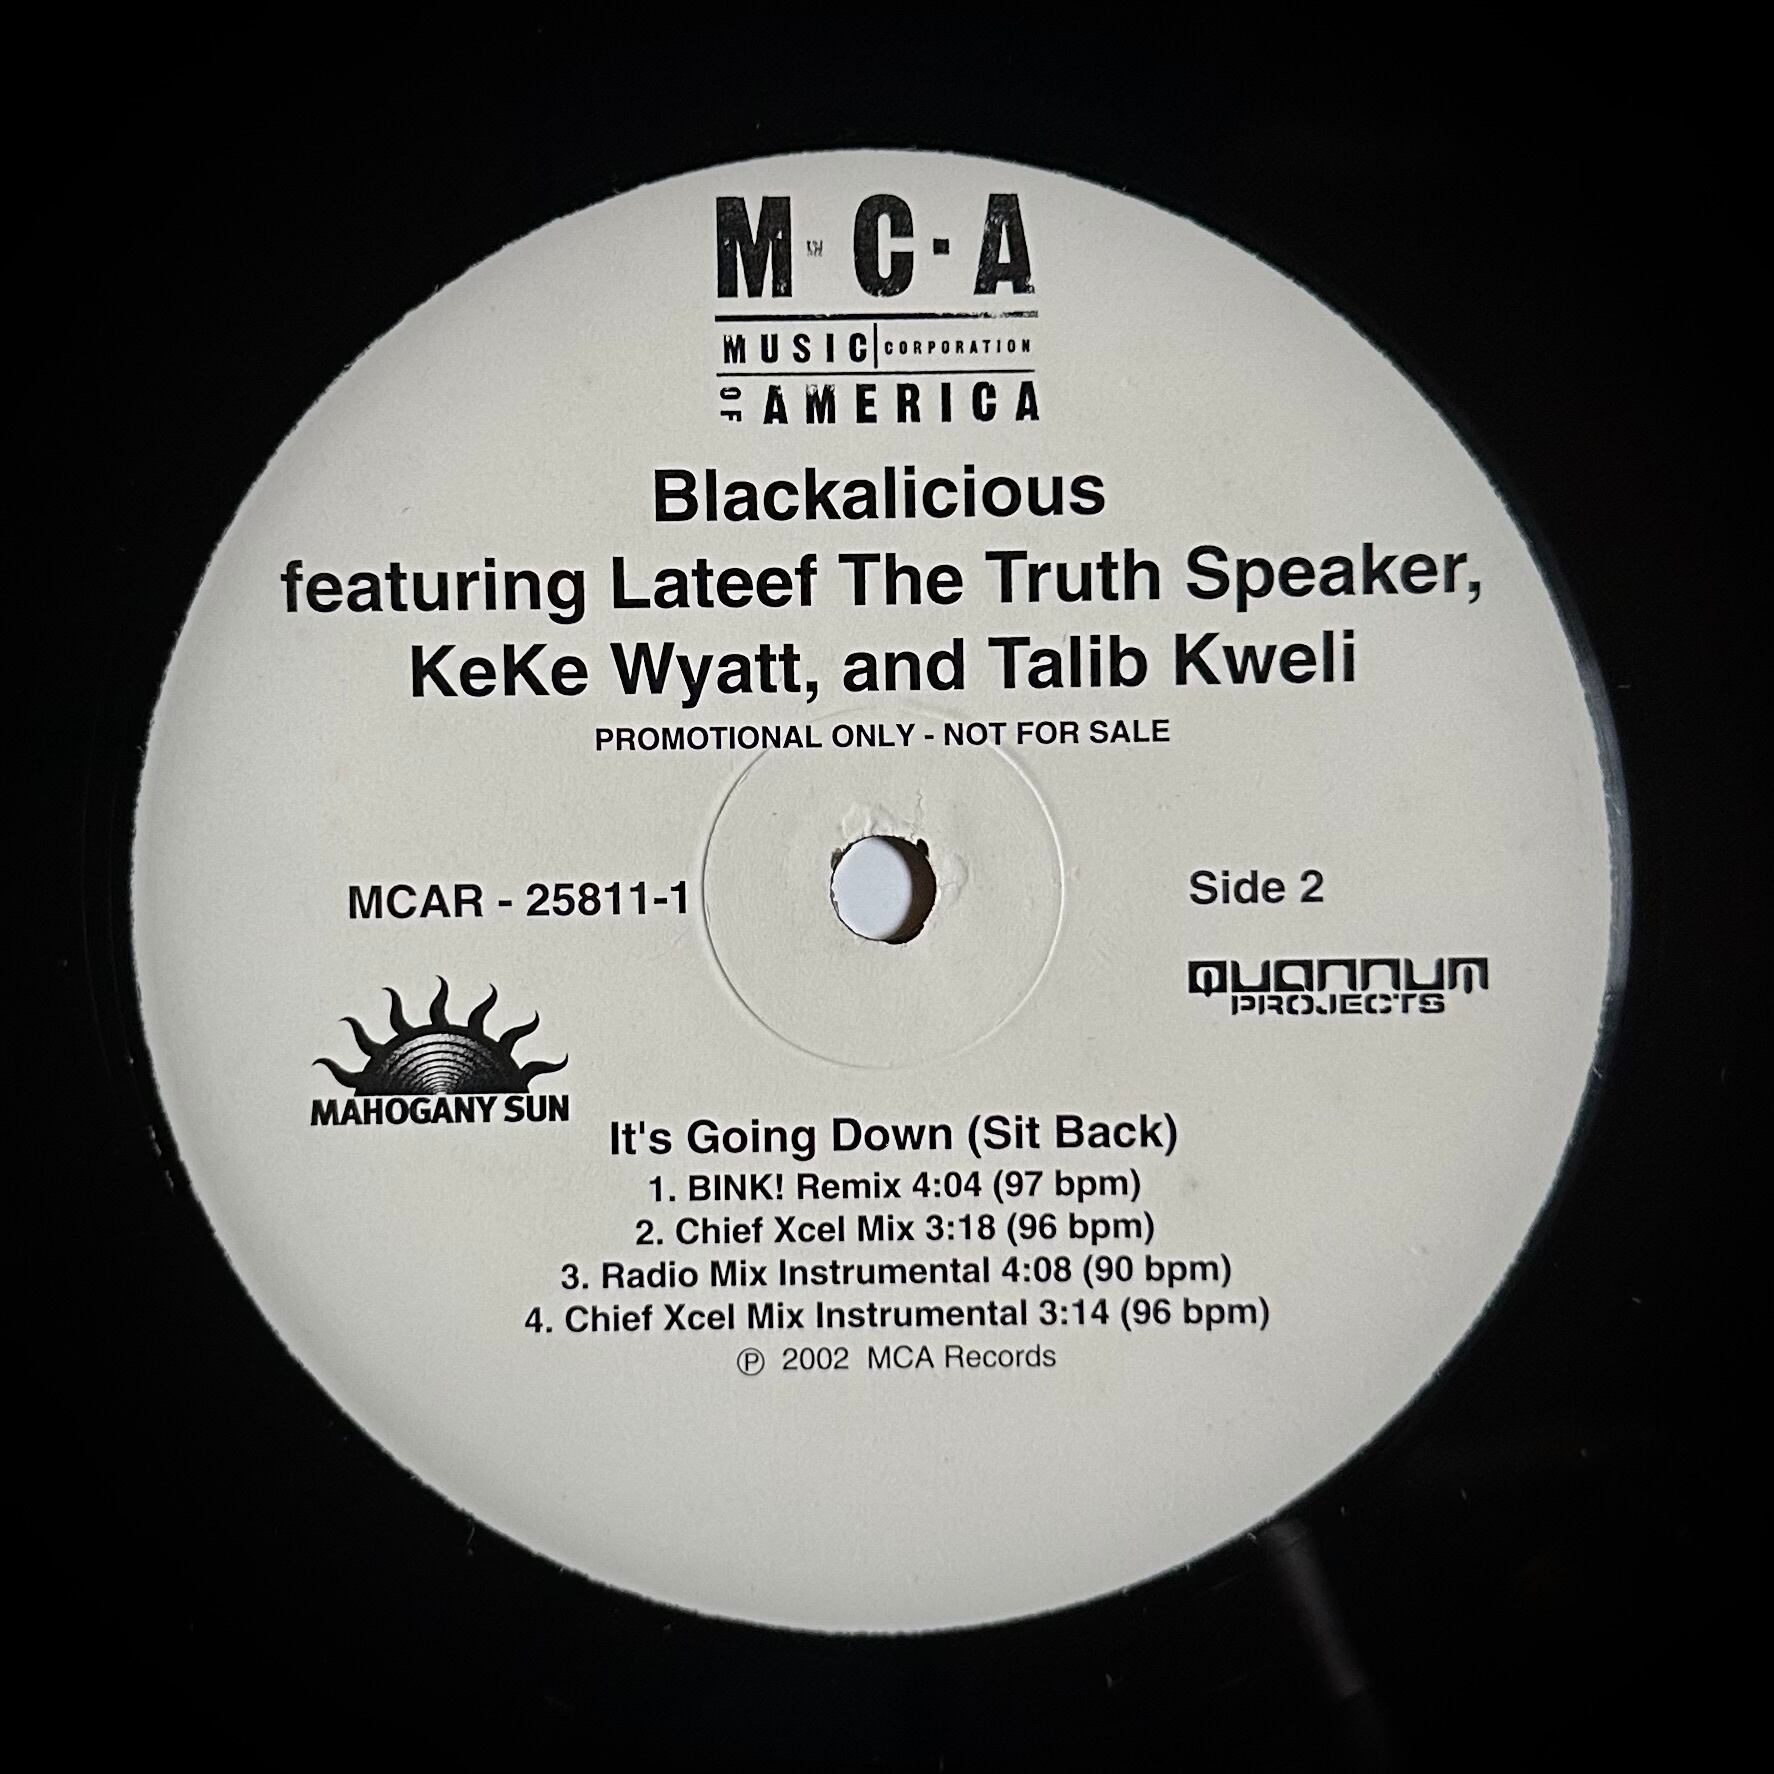 M·C·A
MUSIC CORPORATION
OF AMERICA
Blackalicious
featuring Lateef The Truth Speaker,
KeKe Wyatt, and Talib Kweli
PROMOTIONAL ONLY - NOT FOR SALE
MCAR - 25811-1
Side 2
QUANNUM
PROJECTS
MAHOGANY SUN
It's Going Down (Sit Back)
1. BINK! Remix 4:04 (97 bpm)
2. Chief Xcel Mix 3:18 (96 bpm)
3. Radio Mix Instrumental 4:08 (90 bpm)
4. Chief Xcel Mix Instrumental 3:14 (96 bpm)
℗ 2002 MCA Records